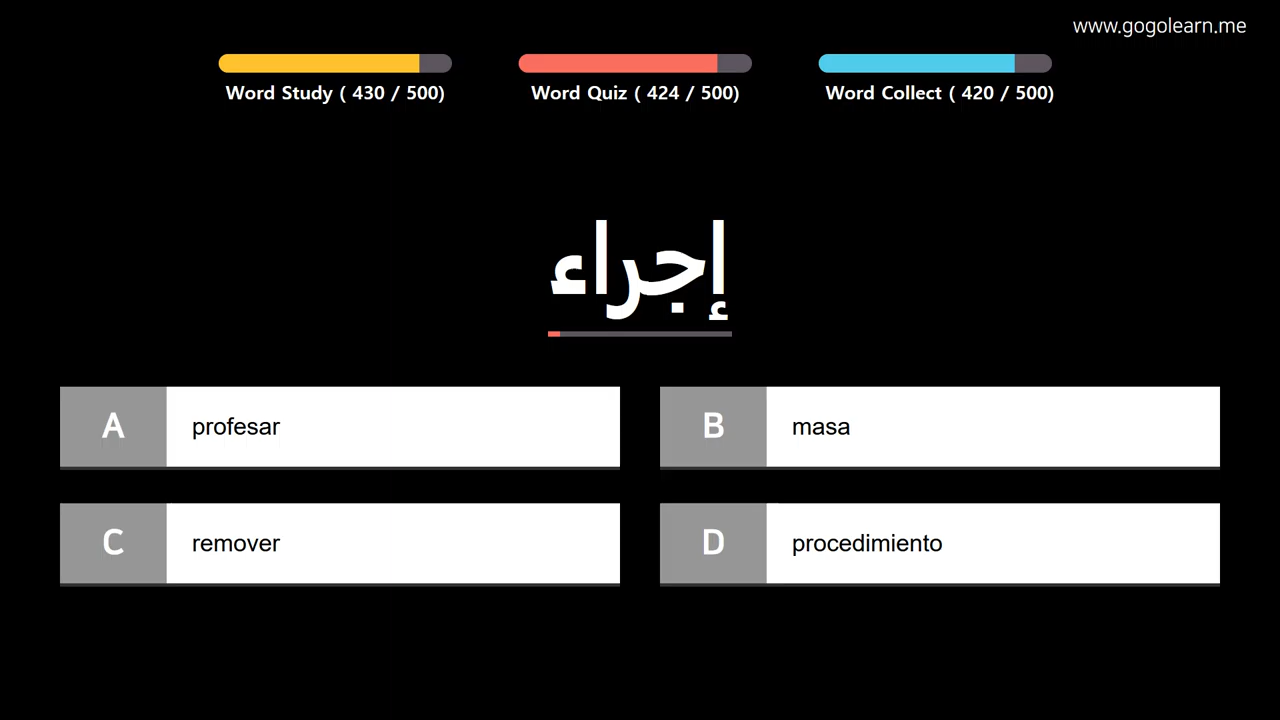 www.gogolearn.me
Word Study ( 430 / 500)
Word Quiz ( 424 / 500)
Word Collect ( 420 / 500)
إجراء
A profesar
B masa
C remover
D procedimiento